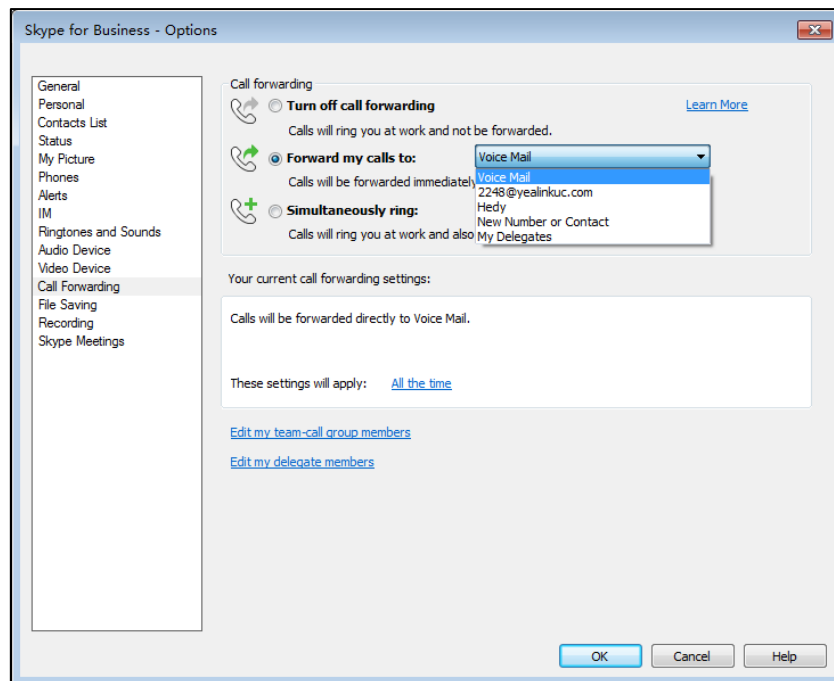 Skype for Business - Options
General
Personal
Contacts List
Status
My Picture
Phones
Alerts
IM
Ringtones and Sounds
Audio Device
Video Device
Call Forwarding
File Saving
Recording
Skype Meetings
Call forwarding
Turn off call forwarding
Learn More
Calls will ring you at work and not be forwarded.
Forward my calls to:
Voice Mail
Calls will be forwarded immediately
Voice Mail
2248@yealinkuc.com
Hedy
New Number or Contact
My Delegates
Simultaneously ring:
Calls will ring you at work and also
Your current call forwarding settings:
Calls will be forwarded directly to Voice Mail.
These settings will apply: All the time
Edit my team-call group members
Edit my delegate members
OK
Cancel
Help